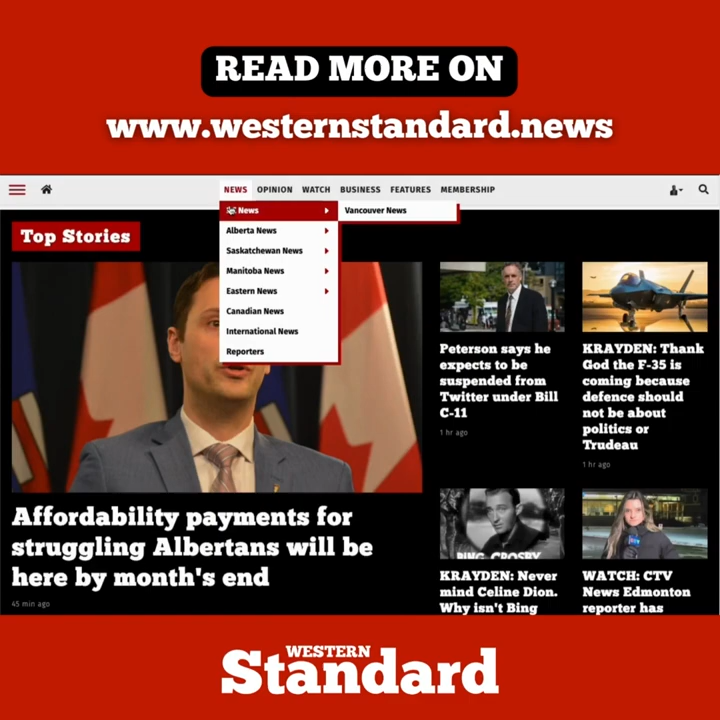 READ MORE ON
www.westernstandard.news
NEWS OPINION WATCH BUSINESS FEATURES MEMBERSHIP
News
Vancouver News
Alberta News
Saskatchewan News
Manitoba News
Eastern News
Canadian News
International News
Reporters
Top Stories
Affordability payments for
struggling Albertans will be
here by month's end
45 min ago
Peterson says he
expects to be
suspended from
Twitter under Bill
C-11
1 hr ago
KRAYDEN: Thank
God the F-35 is
coming because
defence should
not be about
politics or
Trudeau
1 hr ago
BING CROSBY
KRAYDEN: Never
mind Celine Dion.
Why isn't Bing
WATCH: CTV
News Edmonton
reporter has
WESTERN
Standard